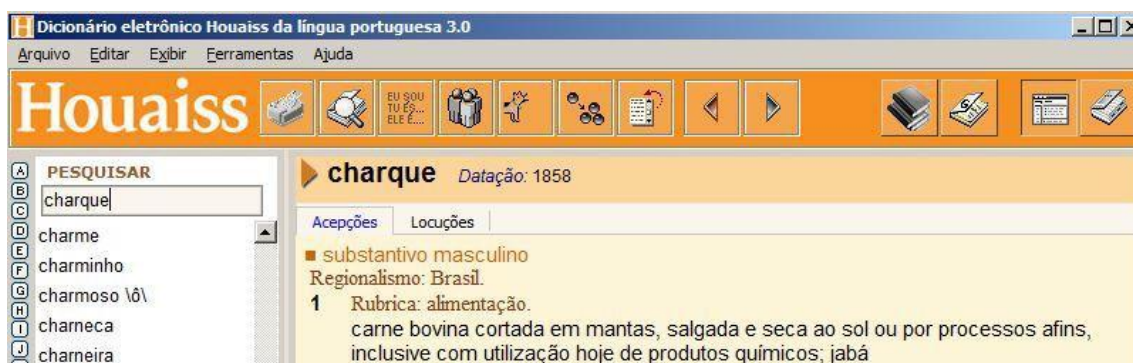 Dicionário eletrônico Houaiss da língua portuguesa 3.0
Arquivo Editar Exibir Ferramentas Ajuda
Houaiss
EU SOU
TU ÉS...
ELE É...
A
B
C
D
E
F
G
H
I
J
PESQUISAR
charque
charme
charminho
charmoso \ô\
charneca
charneira
charque Datação: 1858
Acepções Locuções
substantivo masculino
Regionalismo: Brasil.
1 Rubrica: alimentação.
carne bovina cortada em mantas, salgada e seca ao sol ou por processos afins,
inclusive com utilização hoje de produtos químicos; jabá